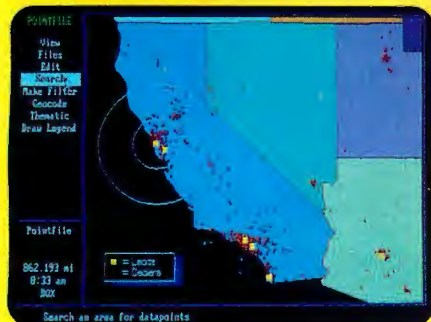 POINTFILE
View
Files
Edit
Search
Make Filter
Geocode
Thematic
Draw Legend
Pointfile
862.193 mi
8:33 am
BOX
= Leads
= Dealers
Search an area for datapoints